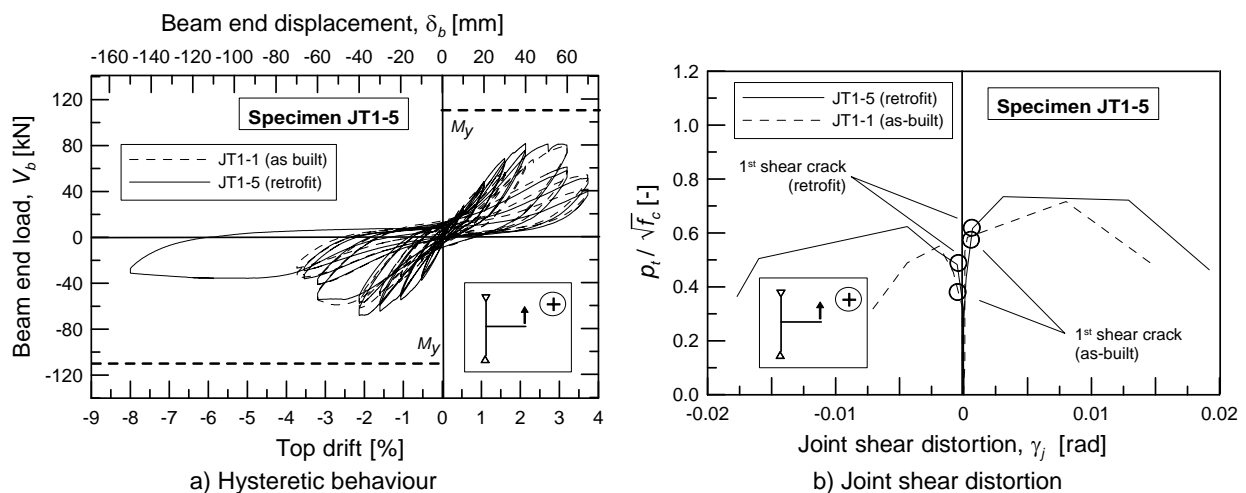 Beam end displacement, δb [mm]
-160 -140 -120 -100 -80 -60 -40 -20 0 20 40 60
Beam end load, Vb [kN]
120
80
40
0
-40
-80
-120
Specimen JT1-5
My
JT1-1 (as built)
JT1-5 (retrofit)
My
+
-9 -8 -7 -6 -5 -4 -3 -2 -1 0 1 2 3 4
Top drift [%]
a) Hysteretic behaviour
pt / √fc [-]
1.2
1.0
0.8
0.6
0.4
0.2
0.0
JT1-5 (retrofit)
JT1-1 (as-built)
Specimen JT1-5
1st shear crack
(retrofit)
+
1st shear crack
(as-built)
-0.02 -0.01 0 0.01 0.02
Joint shear distortion, γj [rad]
b) Joint shear distortion